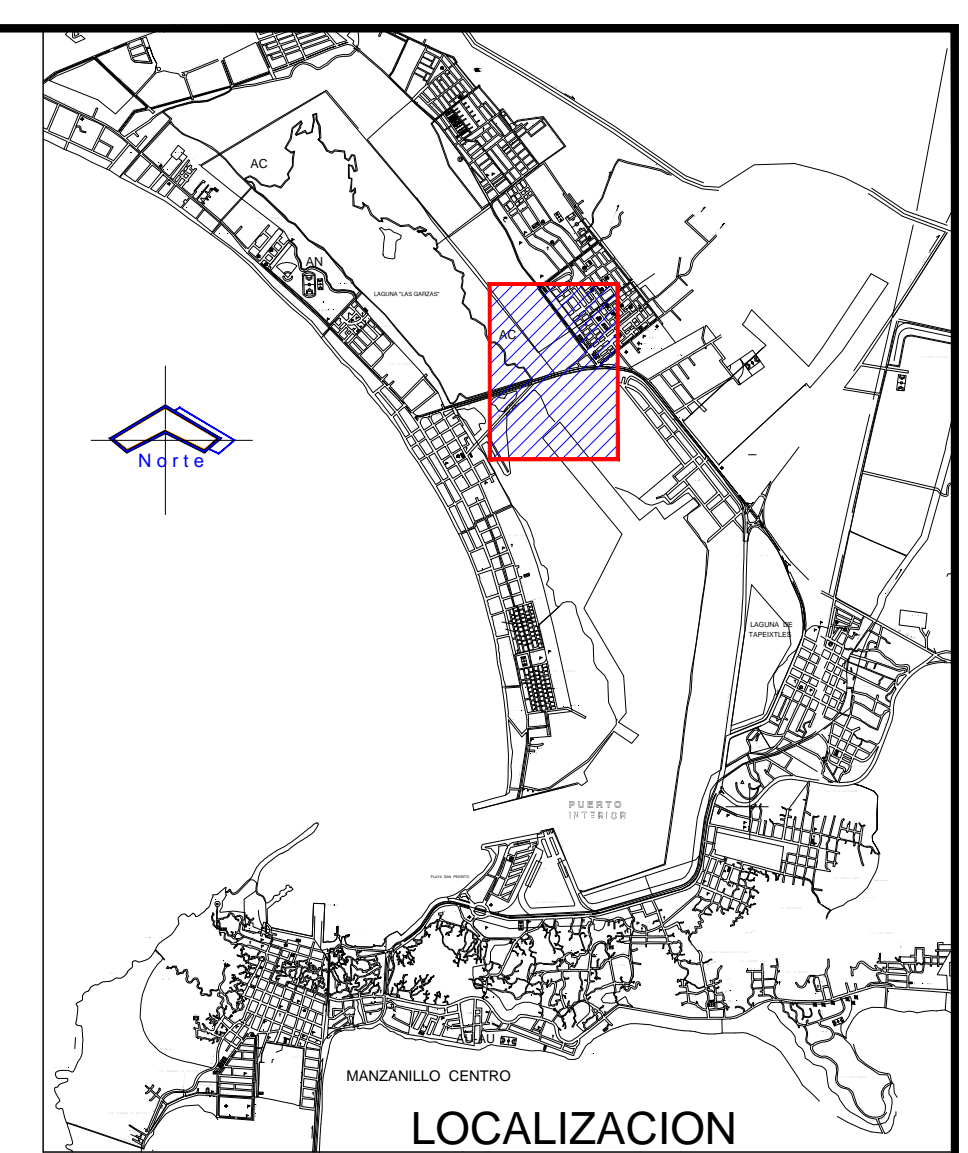 AC
AN
LAGUNA "LAS GARZAS"
AC
Norte
LAGUNA DE
TAPEIXTLES
PUERTO
INTERIOR
PLAYA SAN PEDRITO
MANZANILLO CENTRO
LOCALIZACION